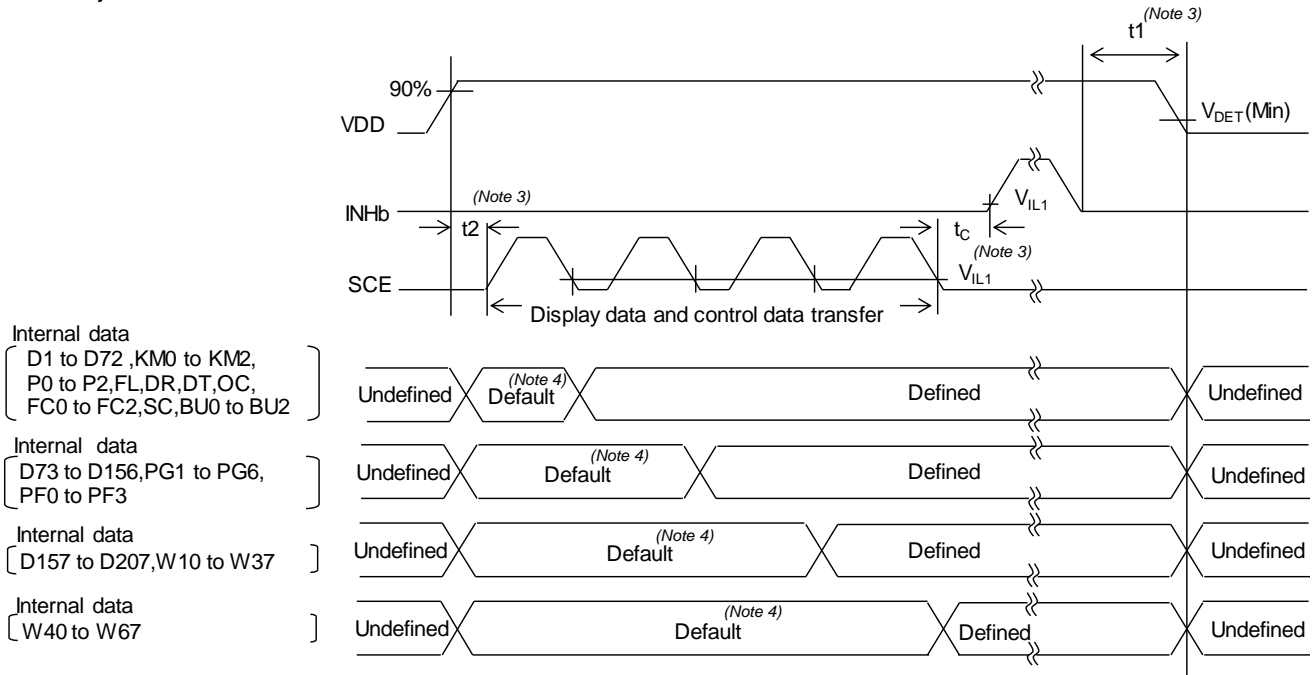 (Note 3)
t1
90%
VDD
VDET(Min)
(Note 3)
INHb
VIL1
t2
tC
(Note 3)
VIL1
SCE
Display data and control data transfer
Internal data
D1 to D72 ,KM0 to KM2,
P0 to P2,FL,DR,DT,OC,
FC0 to FC2,SC,BU0 to BU2
Undefined
(Note 4)
Default
Defined
Undefined
Internal data
D73 to D156,PG1 to PG6,
PF0 to PF3
Undefined
(Note 4)
Default
Defined
Undefined
Internal data
D157 to D207,W10 to W37
Undefined
(Note 4)
Default
Defined
Undefined
Internal data
W40 to W67
Undefined
(Note 4)
Default
Defined
Undefined